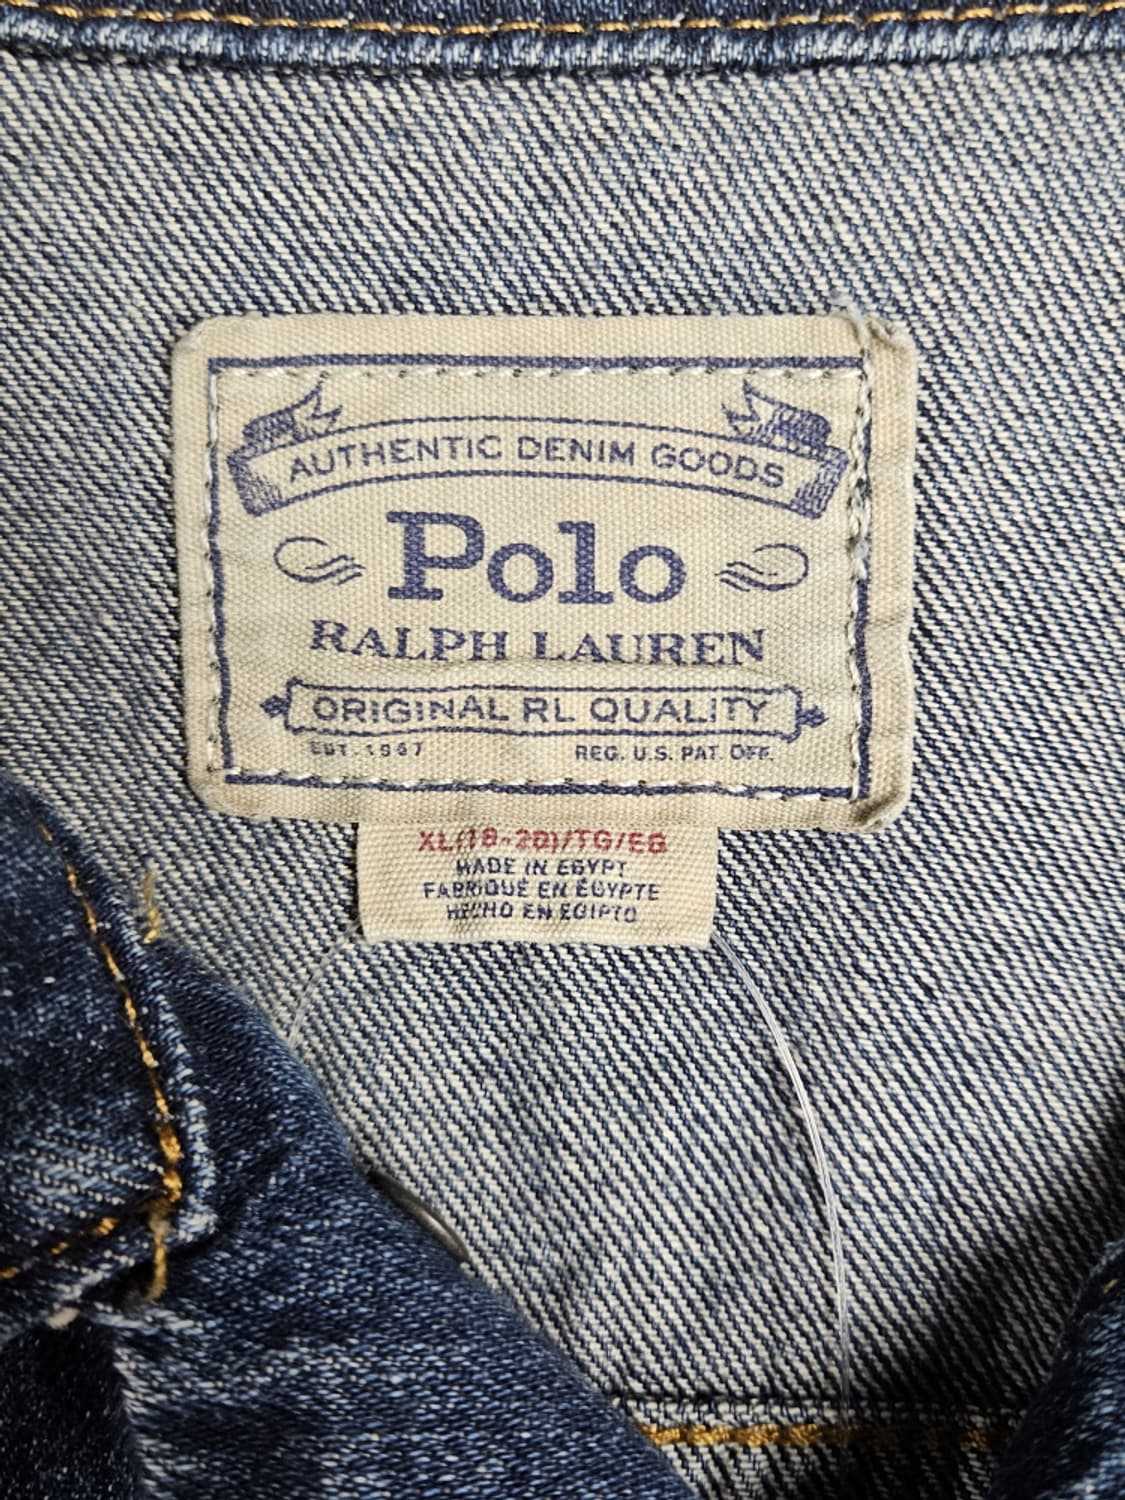 AUTHENTIC DENIM GOODS
Polo
RALPH LAUREN
ORIGINAL RL QUALITY
EST. 1967 REG. U.S. PAT. OFF.
XL(18-20)/TG/EG
MADE IN EGYPT
FABRIQUÉ EN ÉGYPTE
HECHO EN EGIPTO